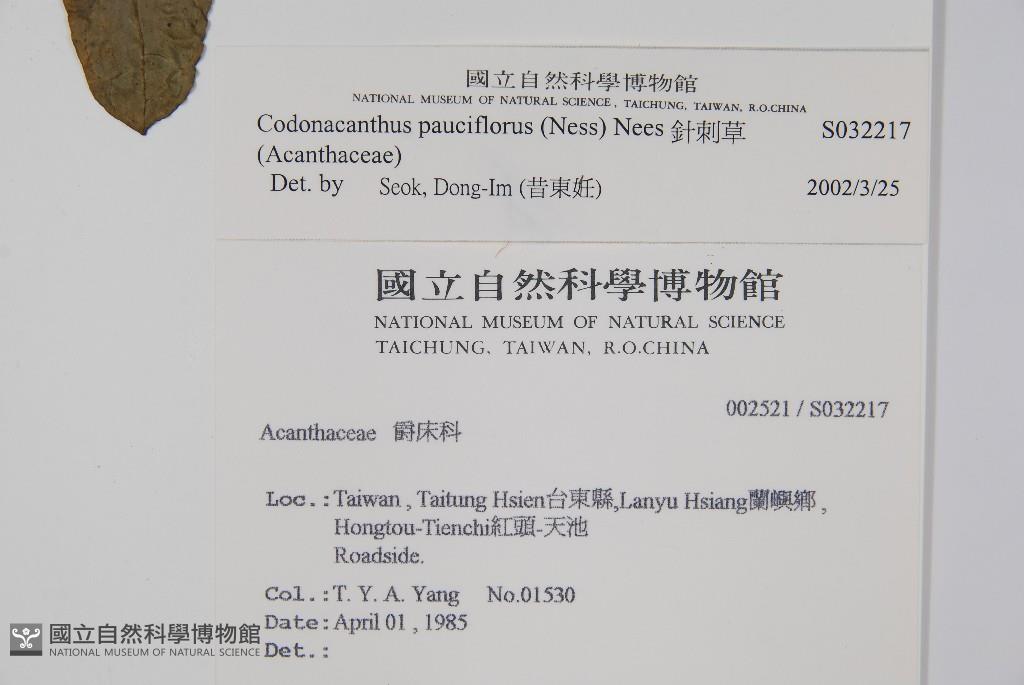 國立自然科學博物館
NATIONAL MUSEUM OF NATURAL SCIENCE, TAICHUNG, TAIWAN, R.O.CHINA
Codonacanthus pauciflorus (Ness) Nees 針刺草 S032217
(Acanthaceae)
Det. by Seok, Dong-Im (昔東妊) 2002/3/25
國立自然科學博物館
NATIONAL MUSEUM OF NATURAL SCIENCE
TAICHUNG, TAIWAN, R.O.CHINA
002521 / S032217
Acanthaceae 爵床科
Loc.: Taiwan , Taitung Hsien台東縣,Lanyu Hsiang蘭嶼鄉 ,
Hongtou-Tienchi紅頭-天池
Roadside.
Col.: T. Y. A. Yang No.01530
Date: April 01 , 1985
Det.:
國立自然科學博物館
NATIONAL MUSEUM OF NATURAL SCIENCE